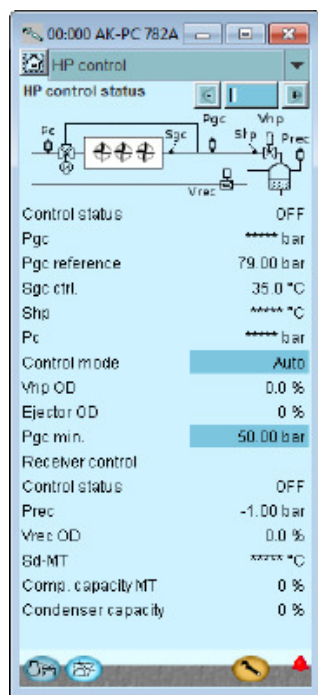 00:000 AK-PC 782A
HP control
HP control status
Pgc Vhp
Pc Sgc Shp Prec
Vrec
Control status OFF
Pgc ***** bar
Pgc reference 79.00 bar
Sgc ctrl. 35.0 °C
Shp ***** °C
Pc ***** bar
Control mode Auto
Vhp OD 0.0 %
Ejector OD 0 %
Pgc min. 50.00 bar
Receiver control
Control status OFF
Prec -1.00 bar
Vrec OD 0.0 %
Sd-MT ***** °C
Comp. capacity MT 0 %
Condenser capacity 0 %